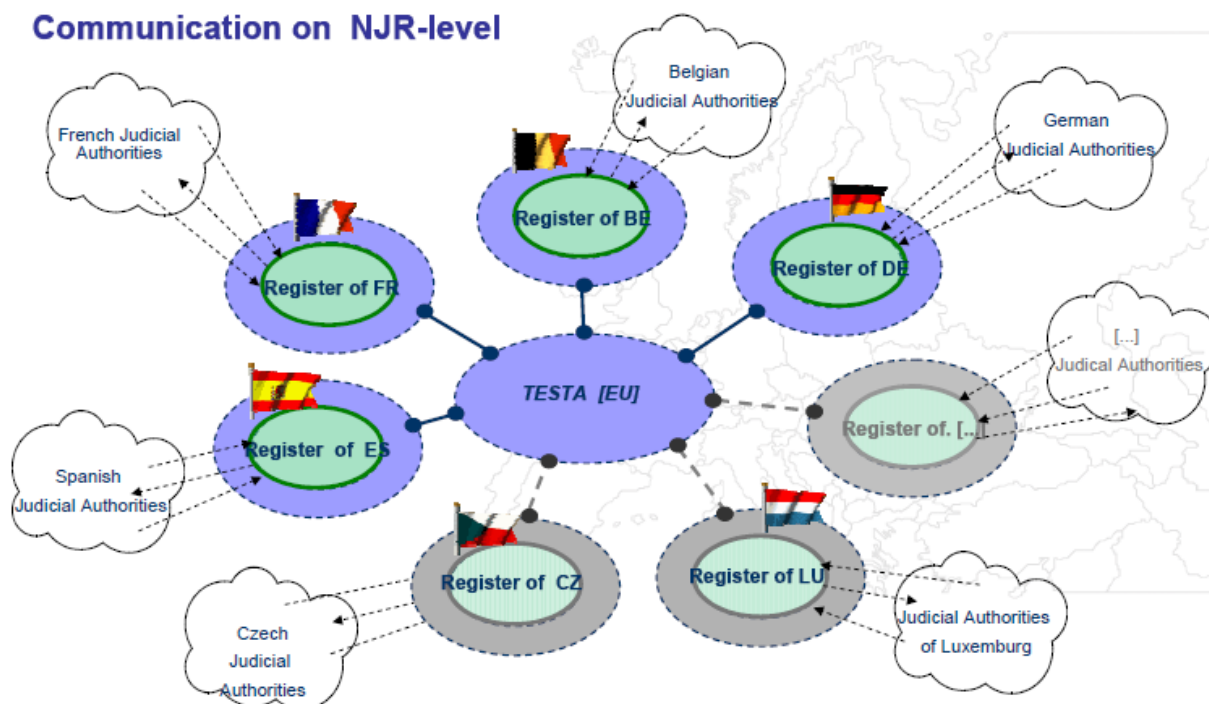 Communication on NJR-level
Belgian
Judicial Authorities
French Judicial
Authorities
German
Judicial Authorities
Register of BE
Register of FR
Register of DE
[...]
Judical Authorities
TESTA [EU]
Register of. [...]
Register of ES
Spanish
Judicial Authorities
Register of CZ
Register of LU
Czech
Judicial
Authorities
Judicial Authorities
of Luxemburg